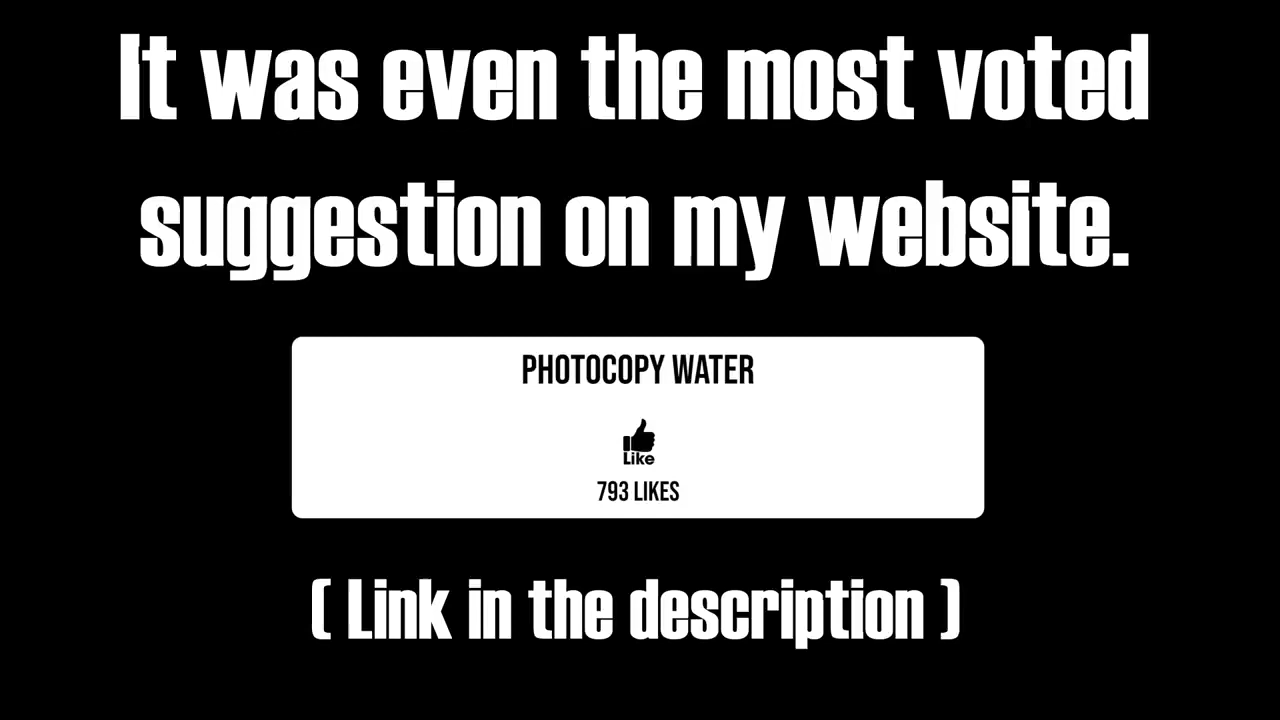 It was even the most voted
suggestion on my website.
PHOTOCOPY WATER
Like
793 LIKES
( Link in the description )